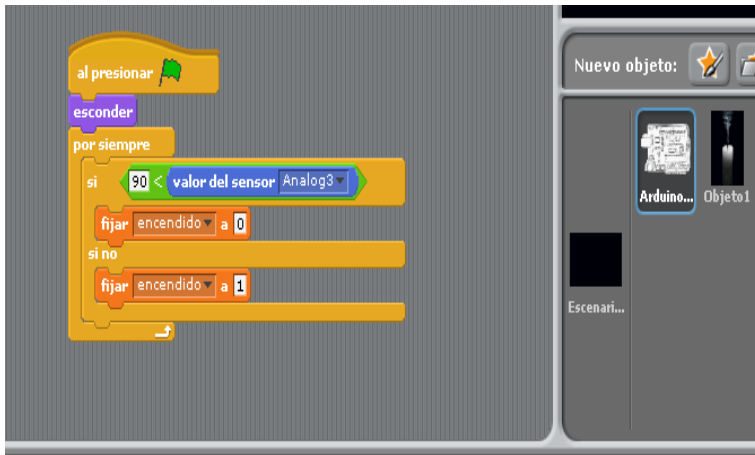 al presionar
esconder
por siempre
si 90 < valor del sensor Analog3
fijar encendido a 0
si no
fijar encendido a 1
Nuevo objeto:
Arduino... Objeto1
Escenari...